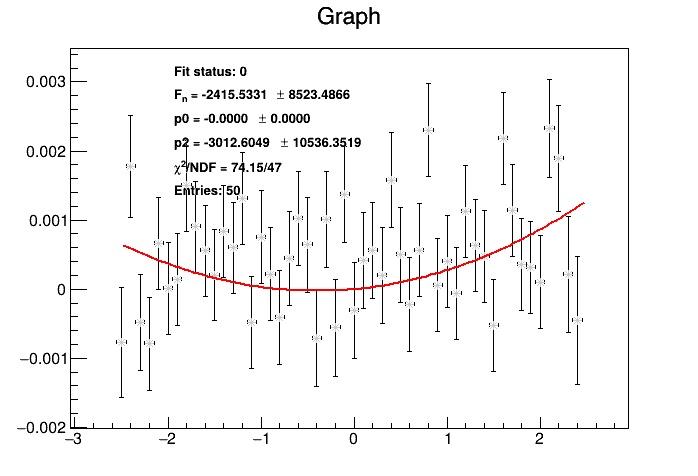 Graph
Fit status: 0
Fn = -2415.5331 ± 8523.4866
p0 = -0.0000 ± 0.0000
p2 = -3012.6049 ± 10536.3519
χ²/NDF = 74.15/47
Entries: 50
0.003
0.002
0.001
0
−0.001
−0.002
−3 −2 −1 0 1 2